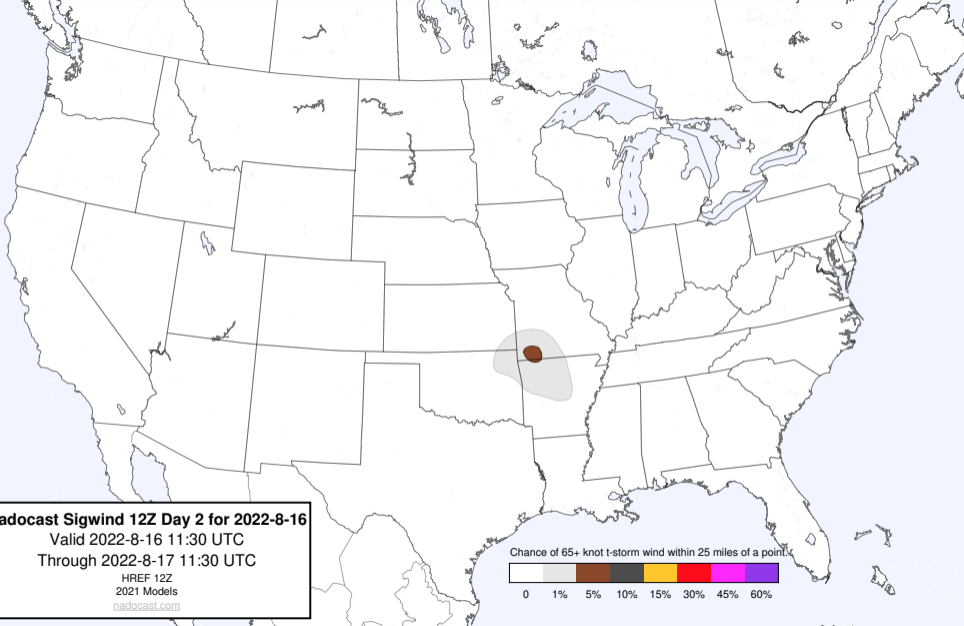 adocast Sigwind 12Z Day 2 for 2022-8-16
Valid 2022-8-16 11:30 UTC
Through 2022-8-17 11:30 UTC
HREF 12Z
2021 Models
nadocast.com
Chance of 65+ knot t-storm wind within 25 miles of a point.
0 1% 5% 10% 15% 30% 45% 60%